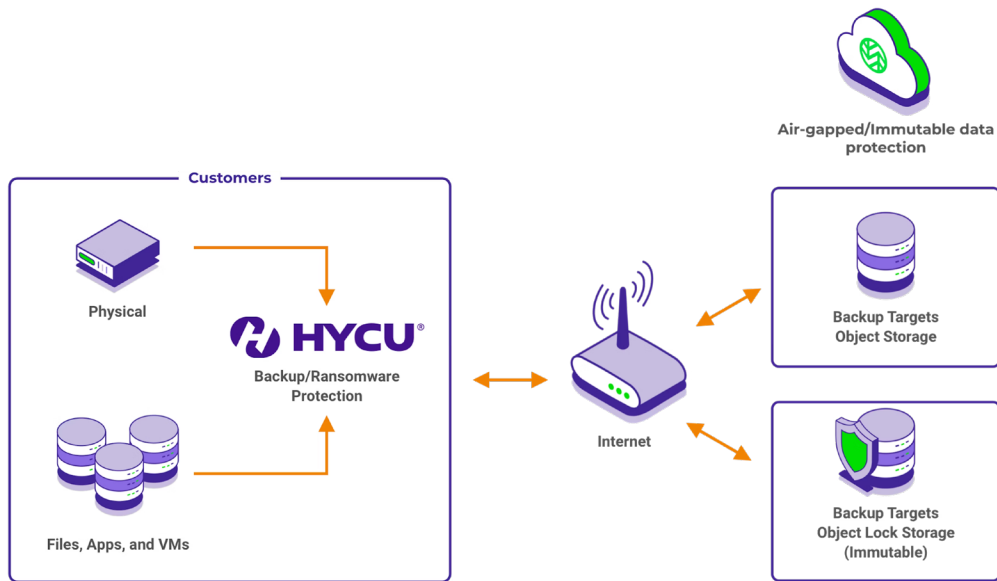 Air-gapped/Immutable data
protection
Customers
Physical
HYCU®
Backup/Ransomware
Protection
Files, Apps, and VMs
Internet
Backup Targets
Object Storage
Backup Targets
Object Lock Storage
(Immutable)